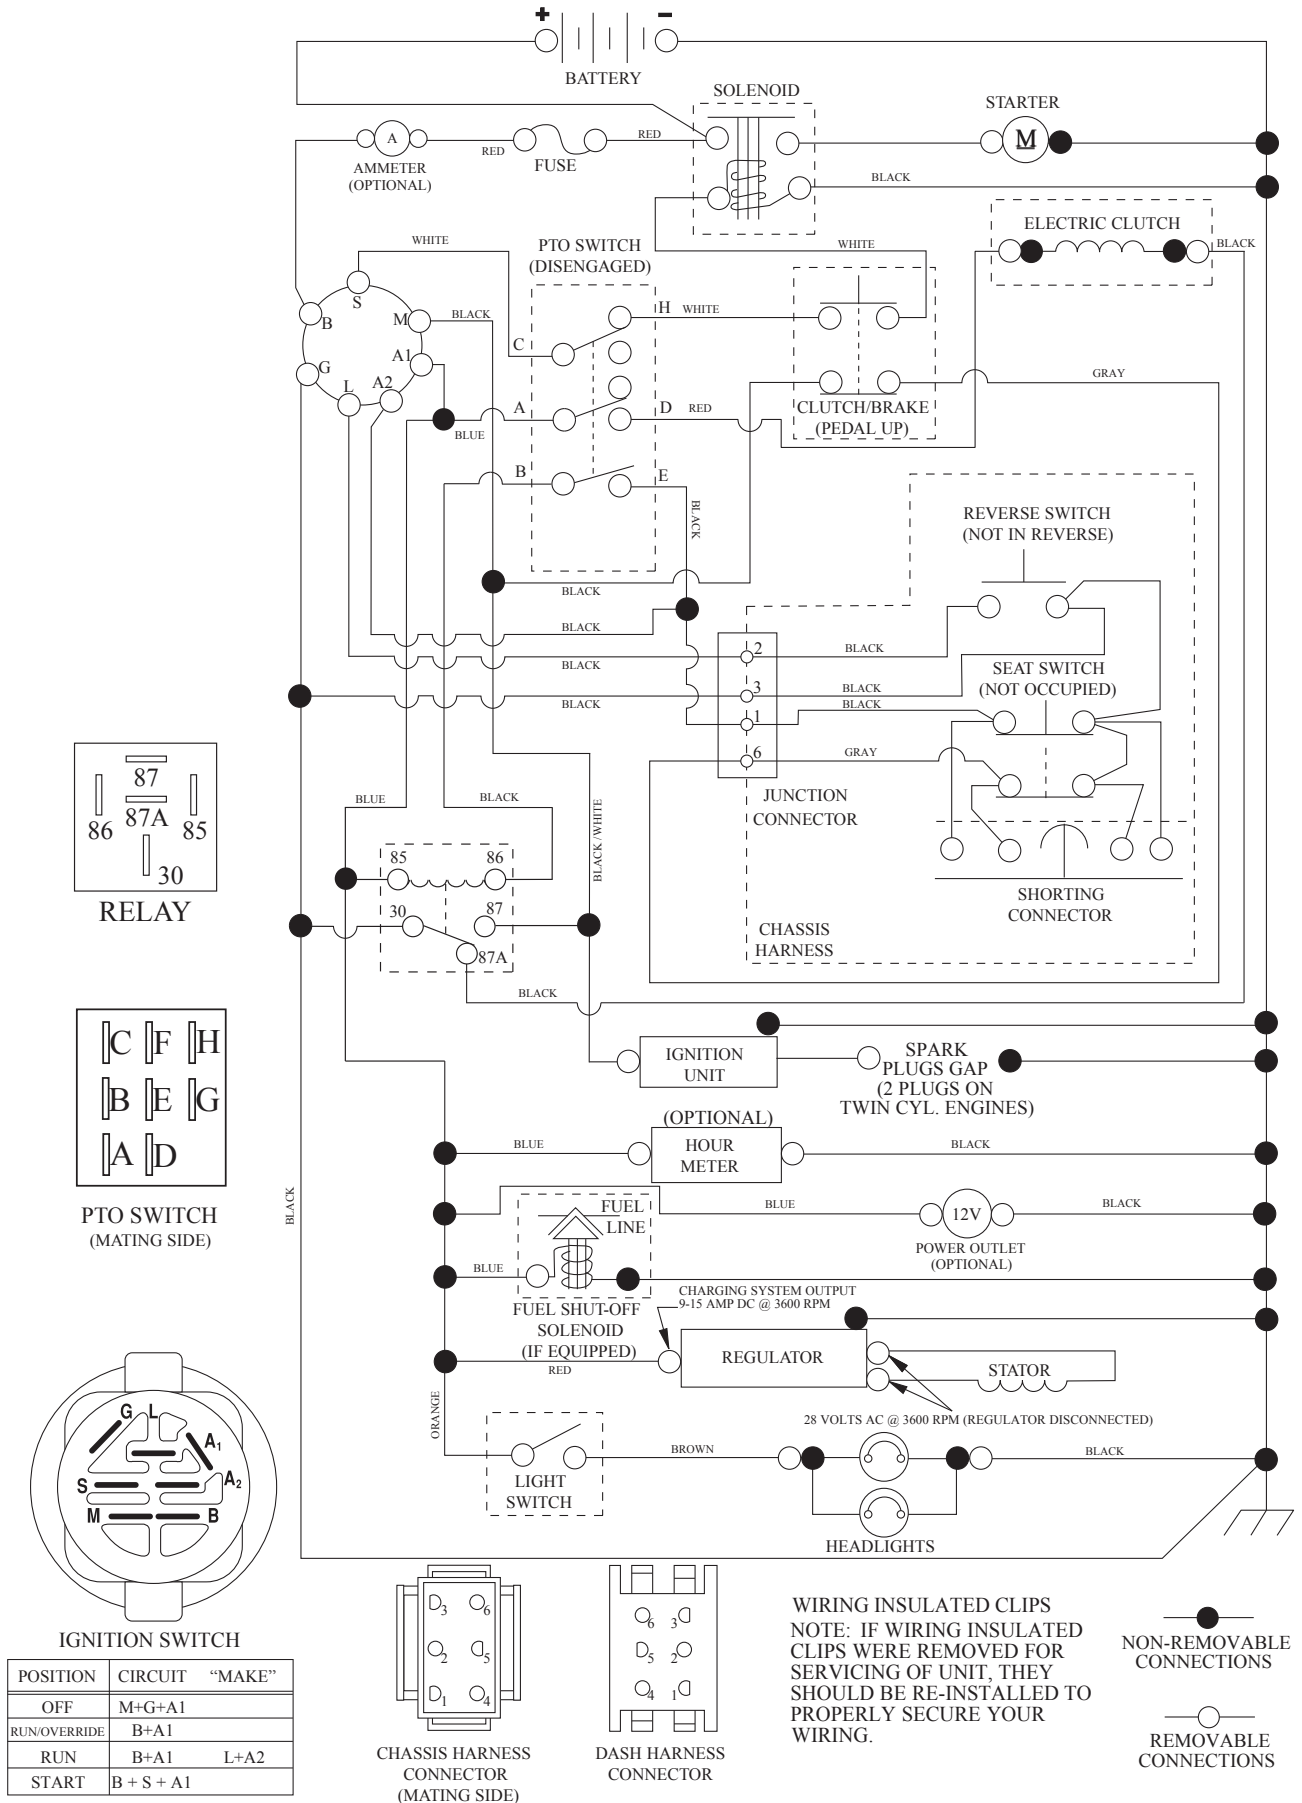 + −
BATTERY
SOLENOID
STARTER
A
RED
FUSE
RED
M
AMMETER
(OPTIONAL)
BLACK
ELECTRIC CLUTCH
BLACK
WHITE
PTO SWITCH
(DISENGAGED)
WHITE
S
B
M
BLACK
H
WHITE
C
A1
G
A2
L
GRAY
A
D
RED
CLUTCH/BRAKE
(PEDAL UP)
BLUE
B
E
BLACK
REVERSE SWITCH
(NOT IN REVERSE)
BLACK
BLACK
2
BLACK
BLACK
SEAT SWITCH
(NOT OCCUPIED)
3
BLACK
BLACK
1
BLACK
6
GRAY
JUNCTION
CONNECTOR
87
87A
86
85
30
RELAY
BLUE
BLACK
BLACK / WHITE
85
86
30
87
87A
SHORTING
CONNECTOR
CHASSIS
HARNESS
BLACK
C F H
B E G
A D
PTO SWITCH
(MATING SIDE)
IGNITION
UNIT
SPARK
PLUGS GAP
(2 PLUGS ON
TWIN CYL. ENGINES)
(OPTIONAL)
BLUE
HOUR
METER
BLACK
BLACK
FUEL
LINE
BLUE
12V
BLACK
POWER OUTLET
(OPTIONAL)
BLUE
FUEL SHUT-OFF
SOLENOID
(IF EQUIPPED)
CHARGING SYSTEM OUTPUT
9-15 AMP DC @ 3600 RPM
RED
REGULATOR
STATOR
28 VOLTS AC @ 3600 RPM (REGULATOR DISCONNECTED)
ORANGE
LIGHT
SWITCH
BROWN
BLACK
HEADLIGHTS
G L
A1
S
A2
M
B
IGNITION SWITCH
POSITION CIRCUIT “MAKE”
OFF M+G+A1
RUN/OVERRIDE B+A1
RUN B+A1 L+A2
START B + S + A1
3 6
2 5
1 4
CHASSIS HARNESS
CONNECTOR
(MATING SIDE)
6 3
5 2
4 1
DASH HARNESS
CONNECTOR
WIRING INSULATED CLIPS
NOTE: IF WIRING INSULATED
CLIPS WERE REMOVED FOR
SERVICING OF UNIT, THEY
SHOULD BE RE-INSTALLED TO
PROPERLY SECURE YOUR
WIRING.
NON-REMOVABLE
CONNECTIONS
REMOVABLE
CONNECTIONS